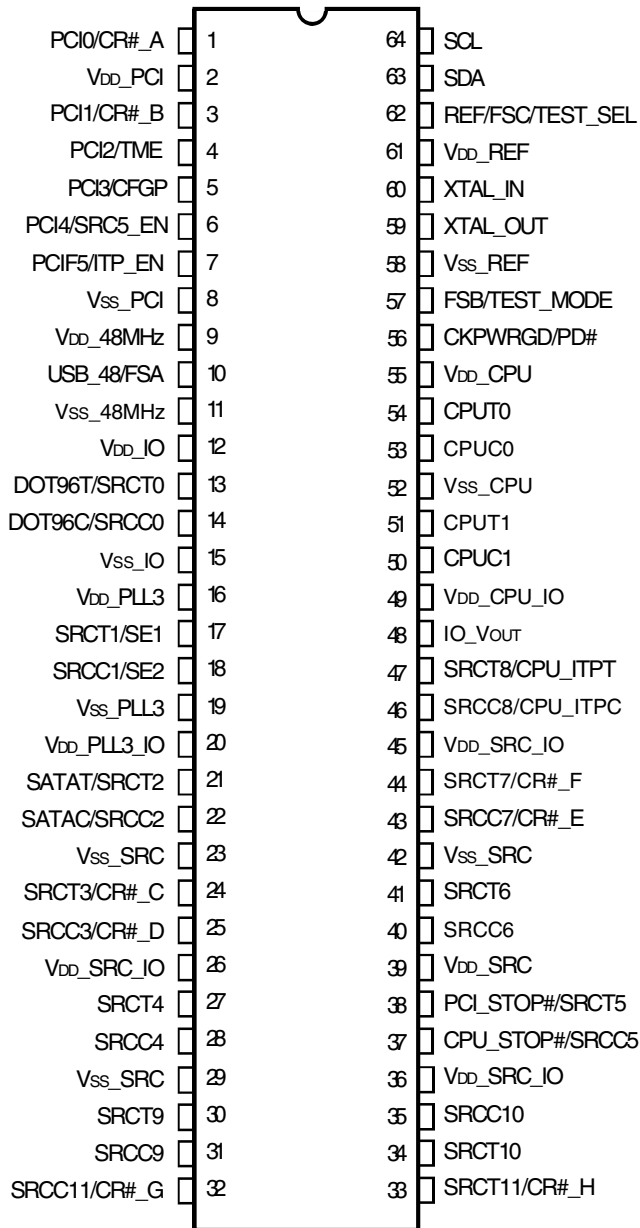 PCI0/CR#_A 1 64 SCL
VDD_PCI 2 63 SDA
PCI1/CR#_B 3 62 REF/FSC/TEST_SEL
PCI2/TME 4 61 VDD_REF
PCI3/CFGP 5 60 XTAL_IN
PCI4/SRC5_EN 6 59 XTAL_OUT
PCIF5/ITP_EN 7 58 VSS_REF
VSS_PCI 8 57 FSB/TEST_MODE
VDD_48MHz 9 56 CKPWRGD/PD#
USB_48/FSA 10 55 VDD_CPU
VSS_48MHz 11 54 CPUT0
VDD_IO 12 53 CPUC0
DOT96T/SRCT0 13 52 VSS_CPU
DOT96C/SRCC0 14 51 CPUT1
VSS_IO 15 50 CPUC1
VDD_PLL3 16 49 VDD_CPU_IO
SRCT1/SE1 17 48 IO_VOUT
SRCC1/SE2 18 47 SRCT8/CPU_ITPT
VSS_PLL3 19 46 SRCC8/CPU_ITPC
VDD_PLL3_IO 20 45 VDD_SRC_IO
SATAT/SRCT2 21 44 SRCT7/CR#_F
SATAC/SRCC2 22 43 SRCC7/CR#_E
VSS_SRC 23 42 VSS_SRC
SRCT3/CR#_C 24 41 SRCT6
SRCC3/CR#_D 25 40 SRCC6
VDD_SRC_IO 26 39 VDD_SRC
SRCT4 27 38 PCI_STOP#/SRCT5
SRCC4 28 37 CPU_STOP#/SRCC5
VSS_SRC 29 36 VDD_SRC_IO
SRCT9 30 35 SRCC10
SRCC9 31 34 SRCT10
SRCC11/CR#_G 32 33 SRCT11/CR#_H